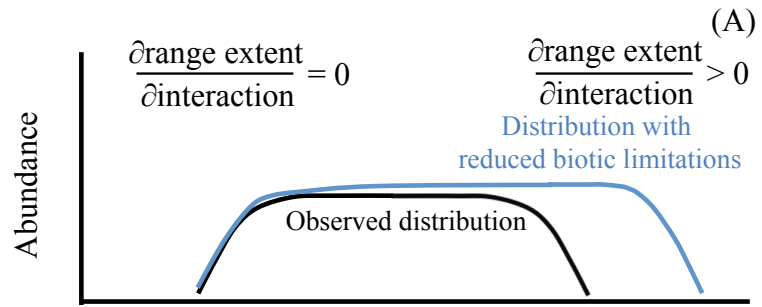 (A)
∂range extent
∂interaction = 0
∂range extent
∂interaction > 0
Distribution with
reduced biotic limitations
Observed distribution
Abundance